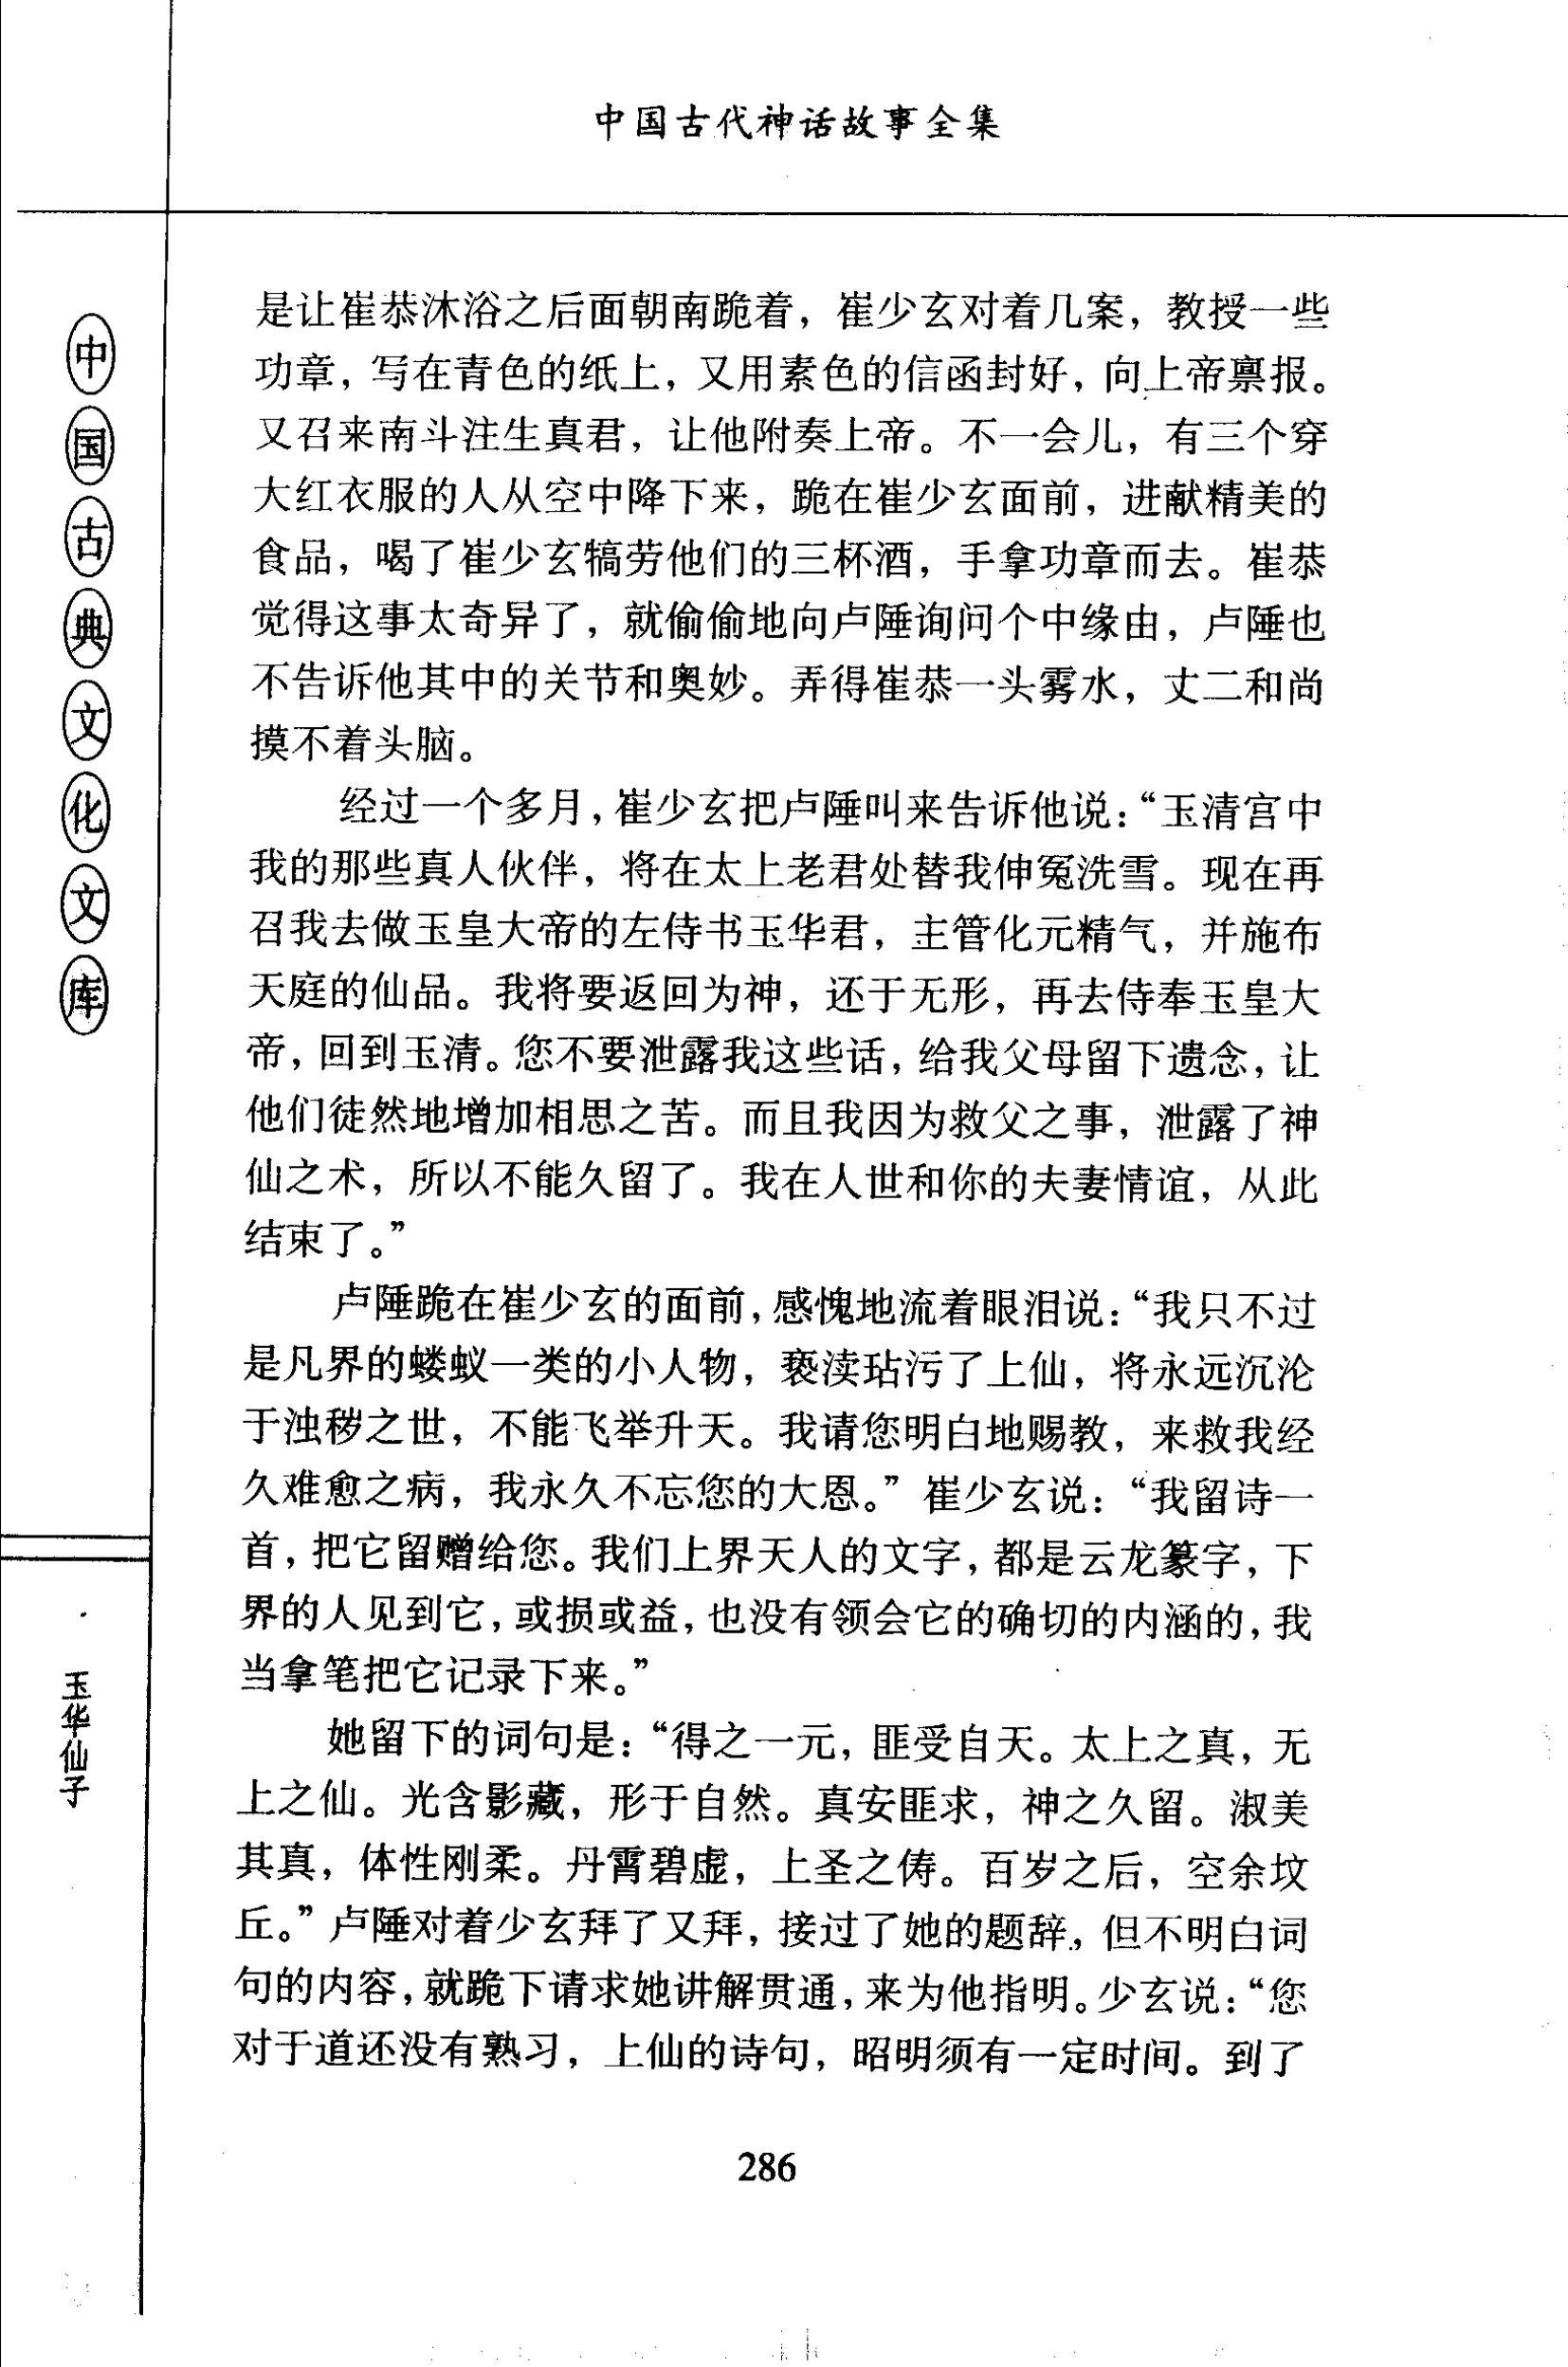 中国古代神话故事全集
中国古典文化文库
玉华仙子
是让崔恭沐浴之后面朝南跪着，崔少玄对着几案，教授一些
功章，写在青色的纸上，又用素色的信函封好，向上帝禀报。
又召来南斗注生真君，让他附奏上帝。不一会儿，有三个穿
大红衣服的人从空中降下来，跪在崔少玄面前，进献精美的
食品，喝了崔少玄犒劳他们的三杯酒，手拿功章而去。崔恭
觉得这事太奇异了，就偷偷地向卢陲询问个中缘由，卢陲也
不告诉他其中的关节和奥妙。弄得崔恭一头雾水，丈二和尚
摸不着头脑。
经过一个多月，崔少玄把卢陲叫来告诉他说：“玉清宫中
我的那些真人伙伴，将在太上老君处替我伸冤洗雪。现在再
召我去做玉皇大帝的左侍书玉华君，主管化元精气，并施布
天庭的仙品。我将要返回为神，还于无形，再去侍奉玉皇大
帝，回到玉清。您不要泄露我这些话，给我父母留下遗念，让
他们徒然地增加相思之苦。而且我因为救父之事，泄露了神
仙之术，所以不能久留了。我在人世和你的夫妻情谊，从此
结束了。”
卢陲跪在崔少玄的面前，感愧地流着眼泪说：“我只不过
是凡界的蝼蚁一类的小人物，亵渎玷污了上仙，将永远沉沦
于浊秽之世，不能飞举升天。我请您明白地赐教，来救我经
久难愈之病，我永久不忘您的大恩。”崔少玄说：“我留诗一
首，把它留赠给您。我们上界天人的文字，都是云龙篆字，下
界的人见到它，或损或益，也没有领会它的确切的内涵的，我
当拿笔把它记录下来。”
她留下的词句是：“得之一元，匪受自天。太上之真，无
上之仙。光含影藏，形于自然。真安匪求，神之久留。淑美
其真，体性刚柔。丹霄碧虚，上圣之俦。百岁之后，空余坟
丘。”卢陲对着少玄拜了又拜，接过了她的题辞，但不明白词
句的内容，就跪下请求她讲解贯通，来为他指明。少玄说：“您
对于道还没有熟习，上仙的诗句，昭明须有一定时间。到了
286